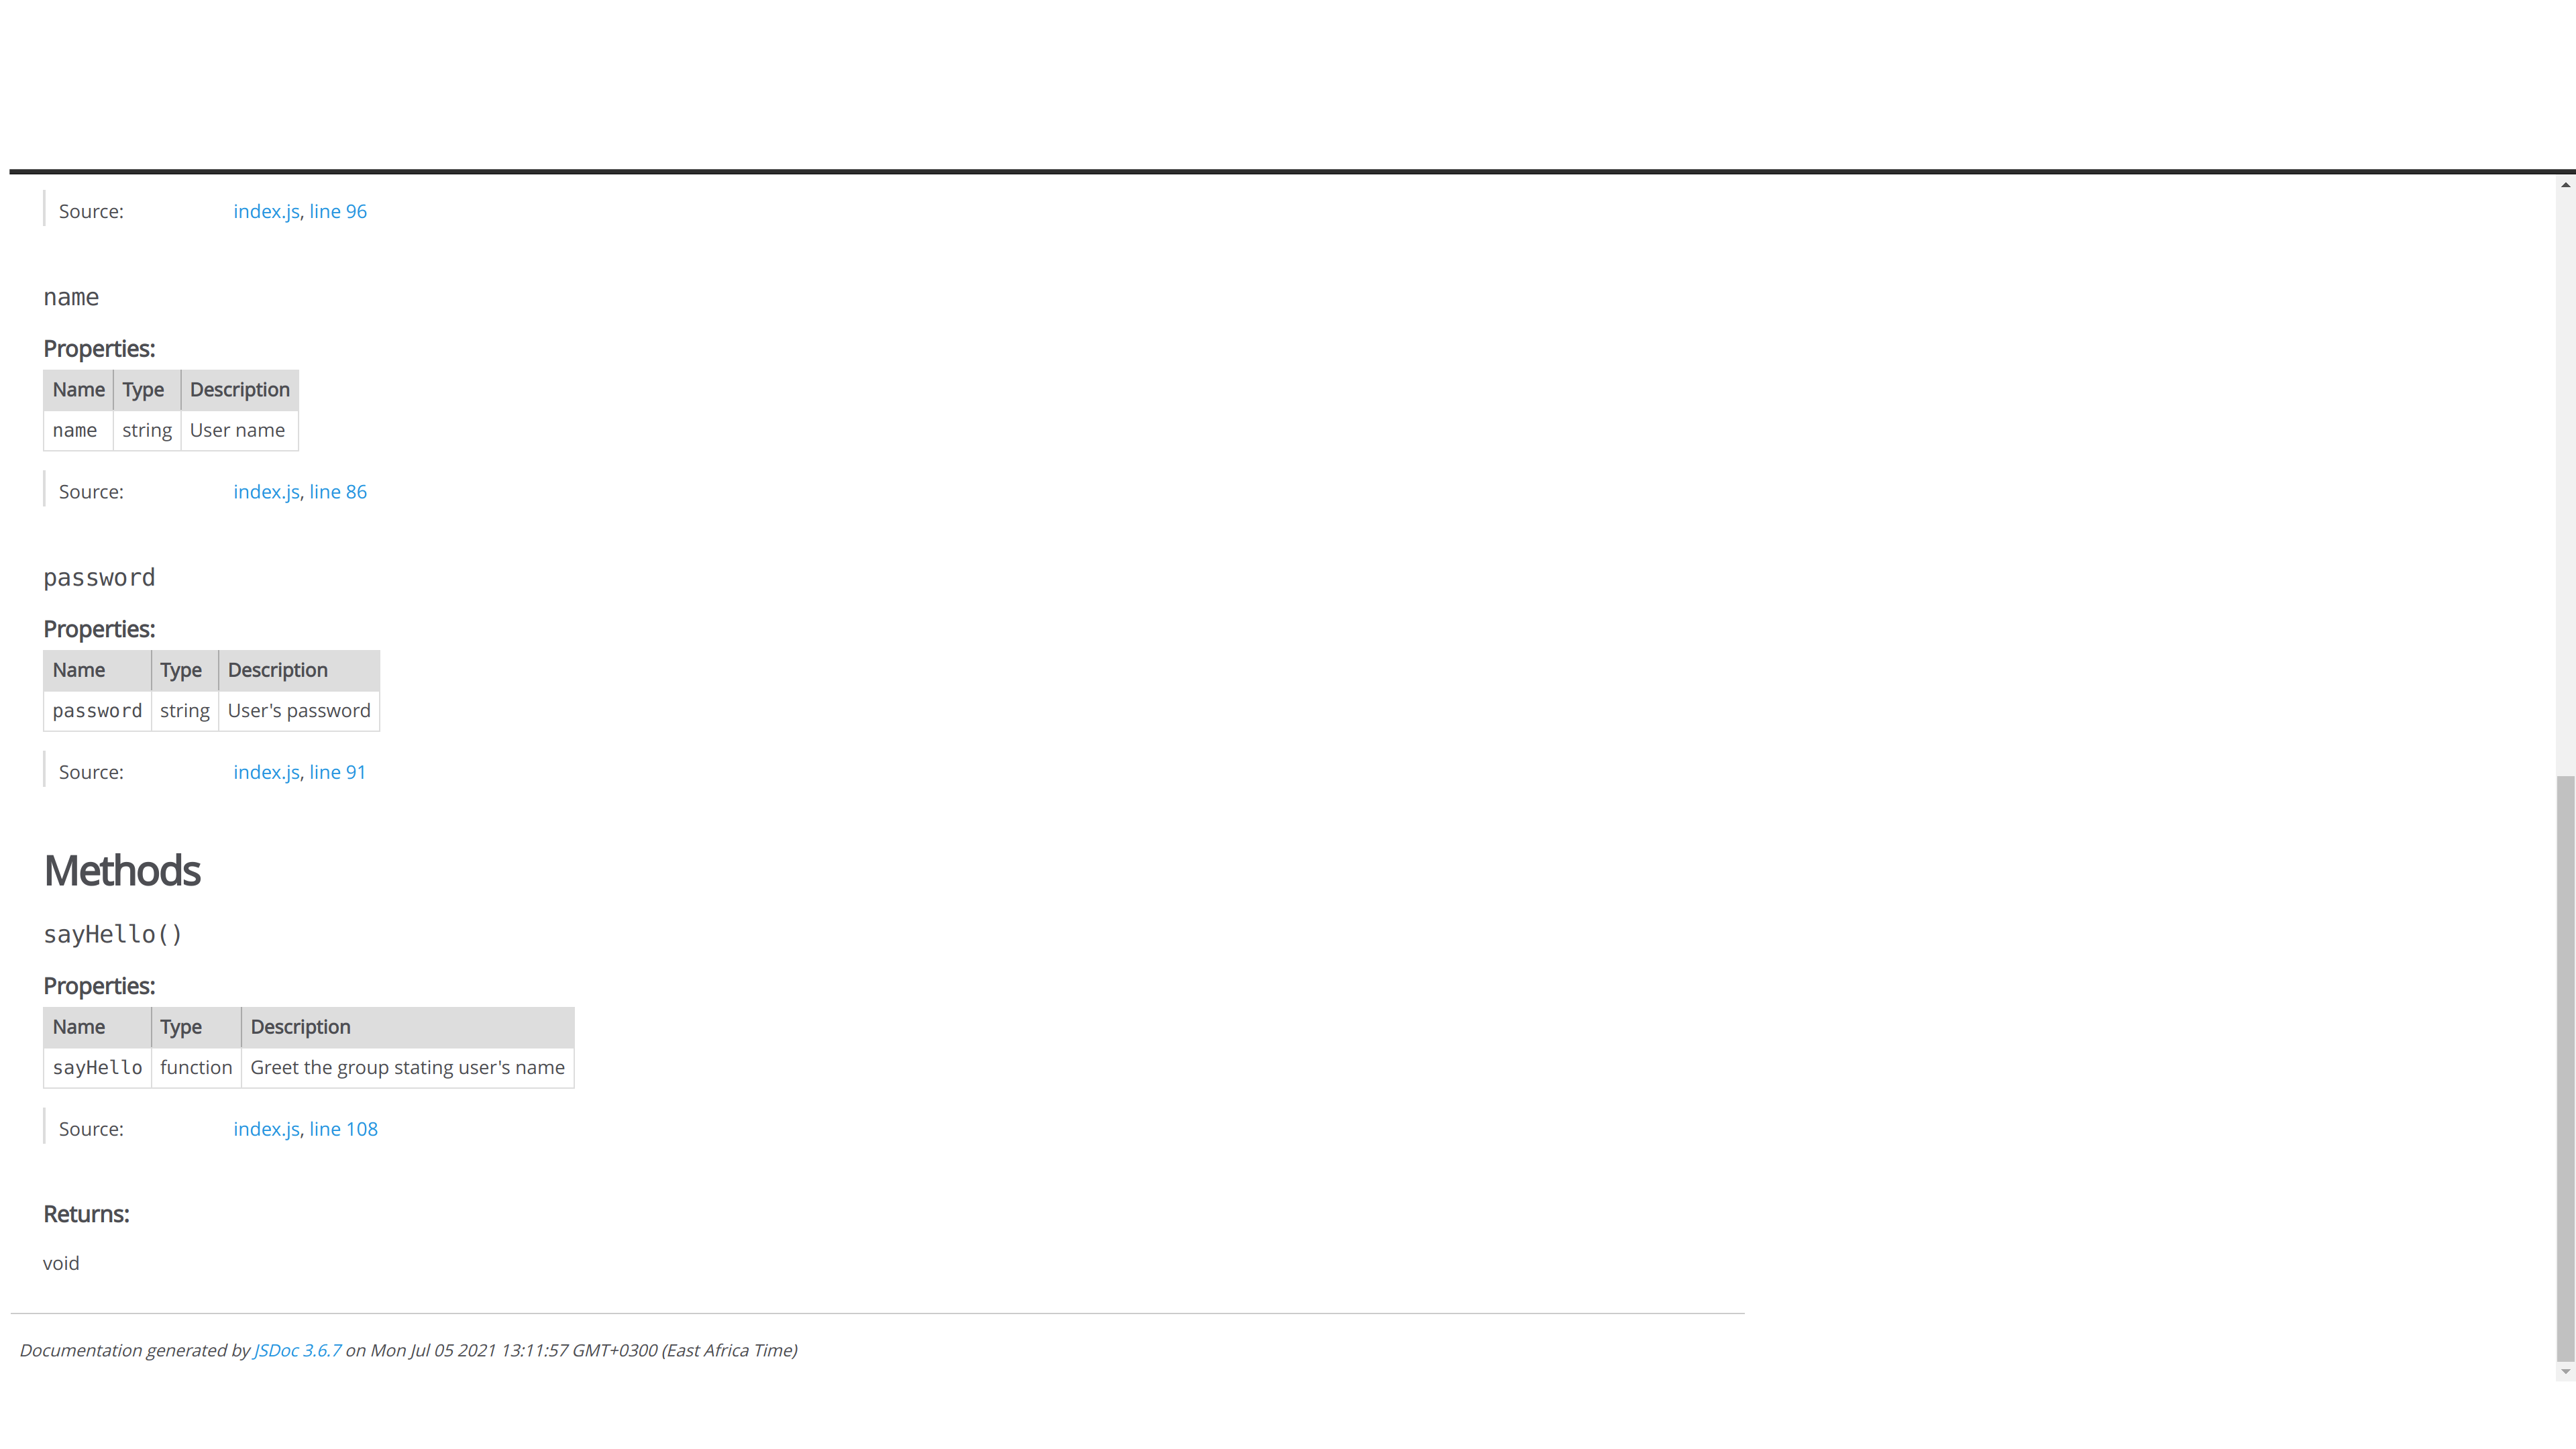 Source: index.js, line 96
name
Properties:
Name Type Description
name string User name
Source: index.js, line 86
password
Properties:
Name Type Description
password string User's password
Source: index.js, line 91
Methods
sayHello()
Properties:
Name Type Description
sayHello function Greet the group stating user's name
Source: index.js, line 108
Returns:
void
Documentation generated by JSDoc 3.6.7 on Mon Jul 05 2021 13:11:57 GMT+0300 (East Africa Time)